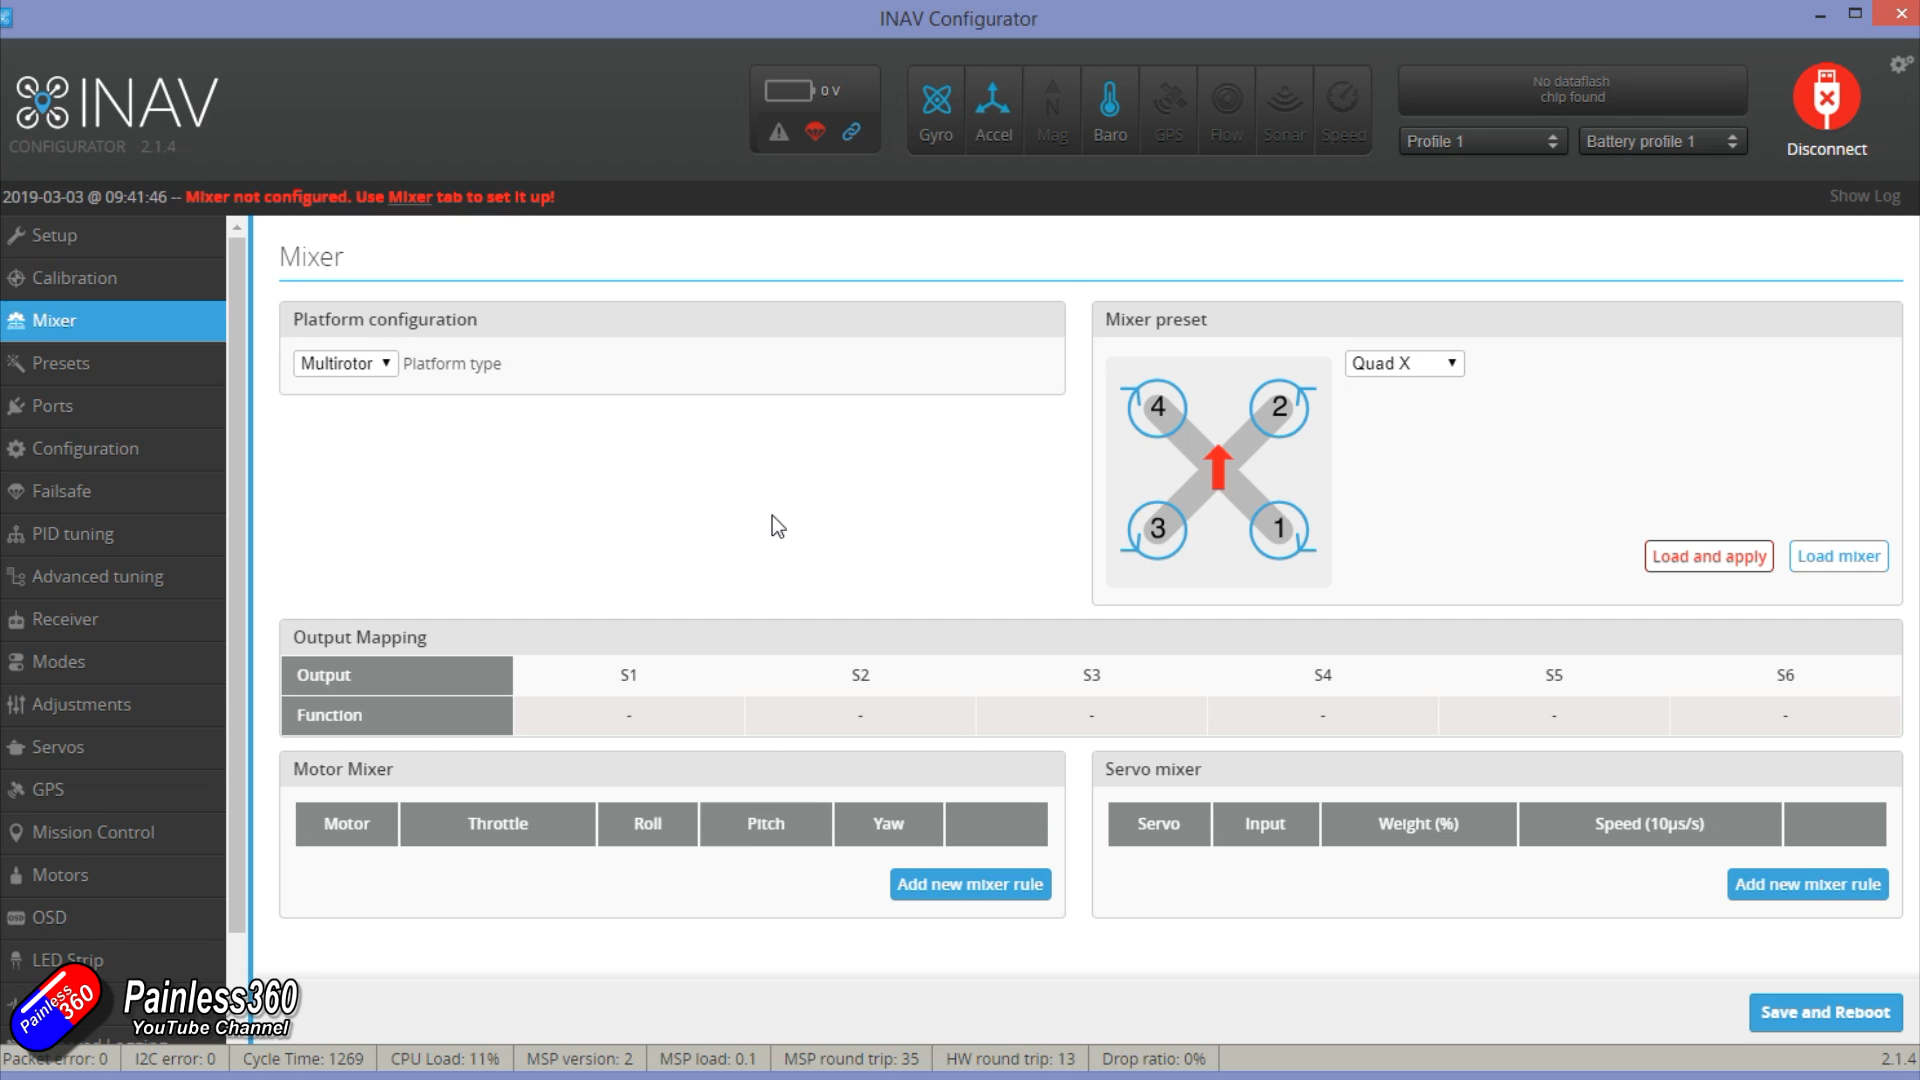 INAV Configurator
INAV
CONFIGURATOR 2.1.4
0 V
Gyro
Accel
Mag
Baro
GPS
Flow
Sonar
Speed
No dataflash
chip found
Profile 1
Battery profile 1
Disconnect
2019-03-03 @ 09:41:46 -- Mixer not configured. Use Mixer tab to set it up!
Show Log
Setup
Calibration
Mixer
Presets
Ports
Configuration
Failsafe
PID tuning
Advanced tuning
Receiver
Modes
Adjustments
Servos
GPS
Mission Control
Motors
OSD
LED Strip
Mixer
Platform configuration
Multirotor
Platform type
Mixer preset
Quad X
4
2
3
1
Load and apply
Load mixer
Output Mapping
Output S1 S2 S3 S4 S5 S6
Function - - - - - -
Motor Mixer
Motor Throttle Roll Pitch Yaw
Add new mixer rule
Servo mixer
Servo Input Weight (%) Speed (10µs/s)
Add new mixer rule
Save and Reboot
Painless
360
Painless360
YouTube Channel
Packet error: 0
I2C error: 0
Cycle Time: 1269
CPU Load: 11%
MSP version: 2
MSP load: 0.1
MSP round trip: 35
HW round trip: 13
Drop ratio: 0%
2.1.4